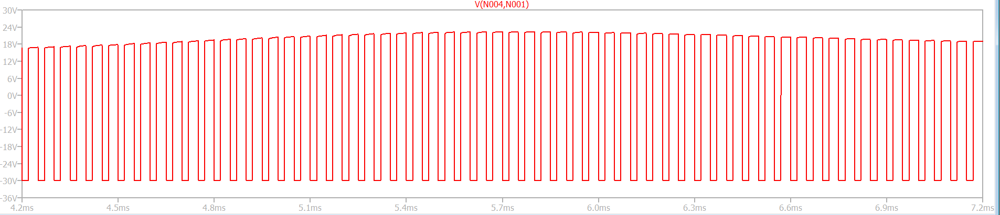 V(N004,N001)
30V
24V
18V
12V
6V
0V
-6V
-12V
-18V
-24V
-30V
-36V
4.2ms 4.5ms 4.8ms 5.1ms 5.4ms 5.7ms 6.0ms 6.3ms 6.6ms 6.9ms 7.2ms